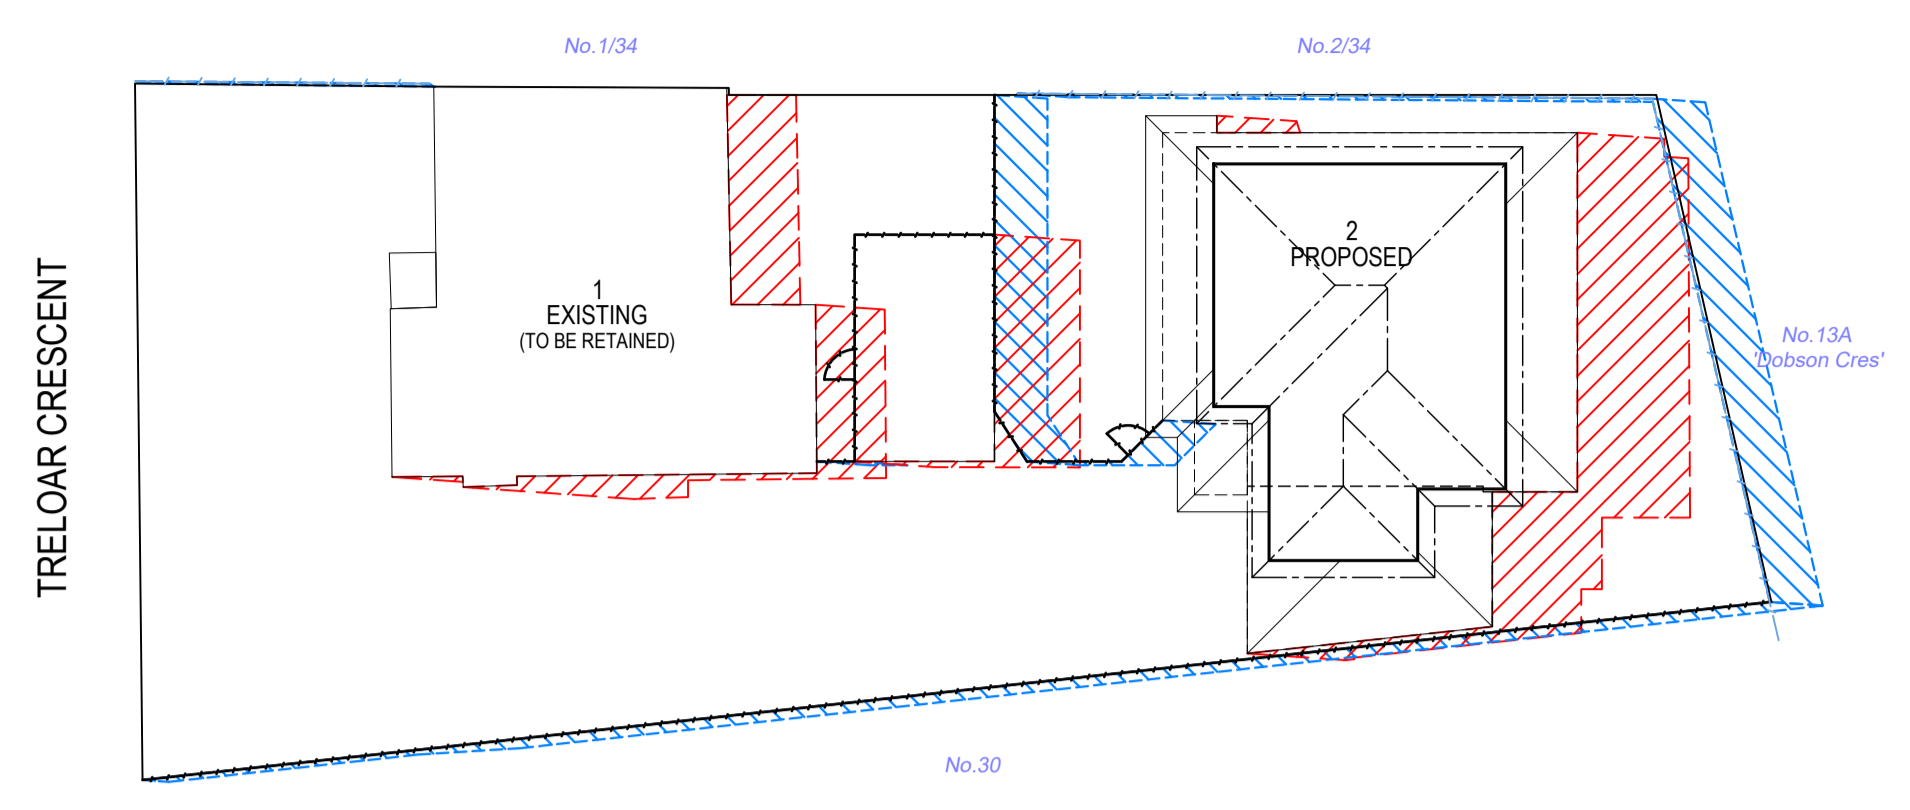 No.1/34
No.2/34
TRELOAR CRESCENT
1
EXISTING
(TO BE RETAINED)
2
PROPOSED
No.13A
'Dobson Cres'
No.30